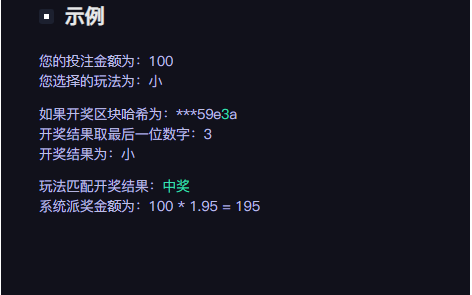 示例
您的投注金额为：100
您选择的玩法为：小
如果开奖区块哈希为：***59e3a
开奖结果取最后一位数字：3
开奖结果为：小
玩法匹配开奖结果：中奖
系统派奖金额为：100 * 1.95 = 195